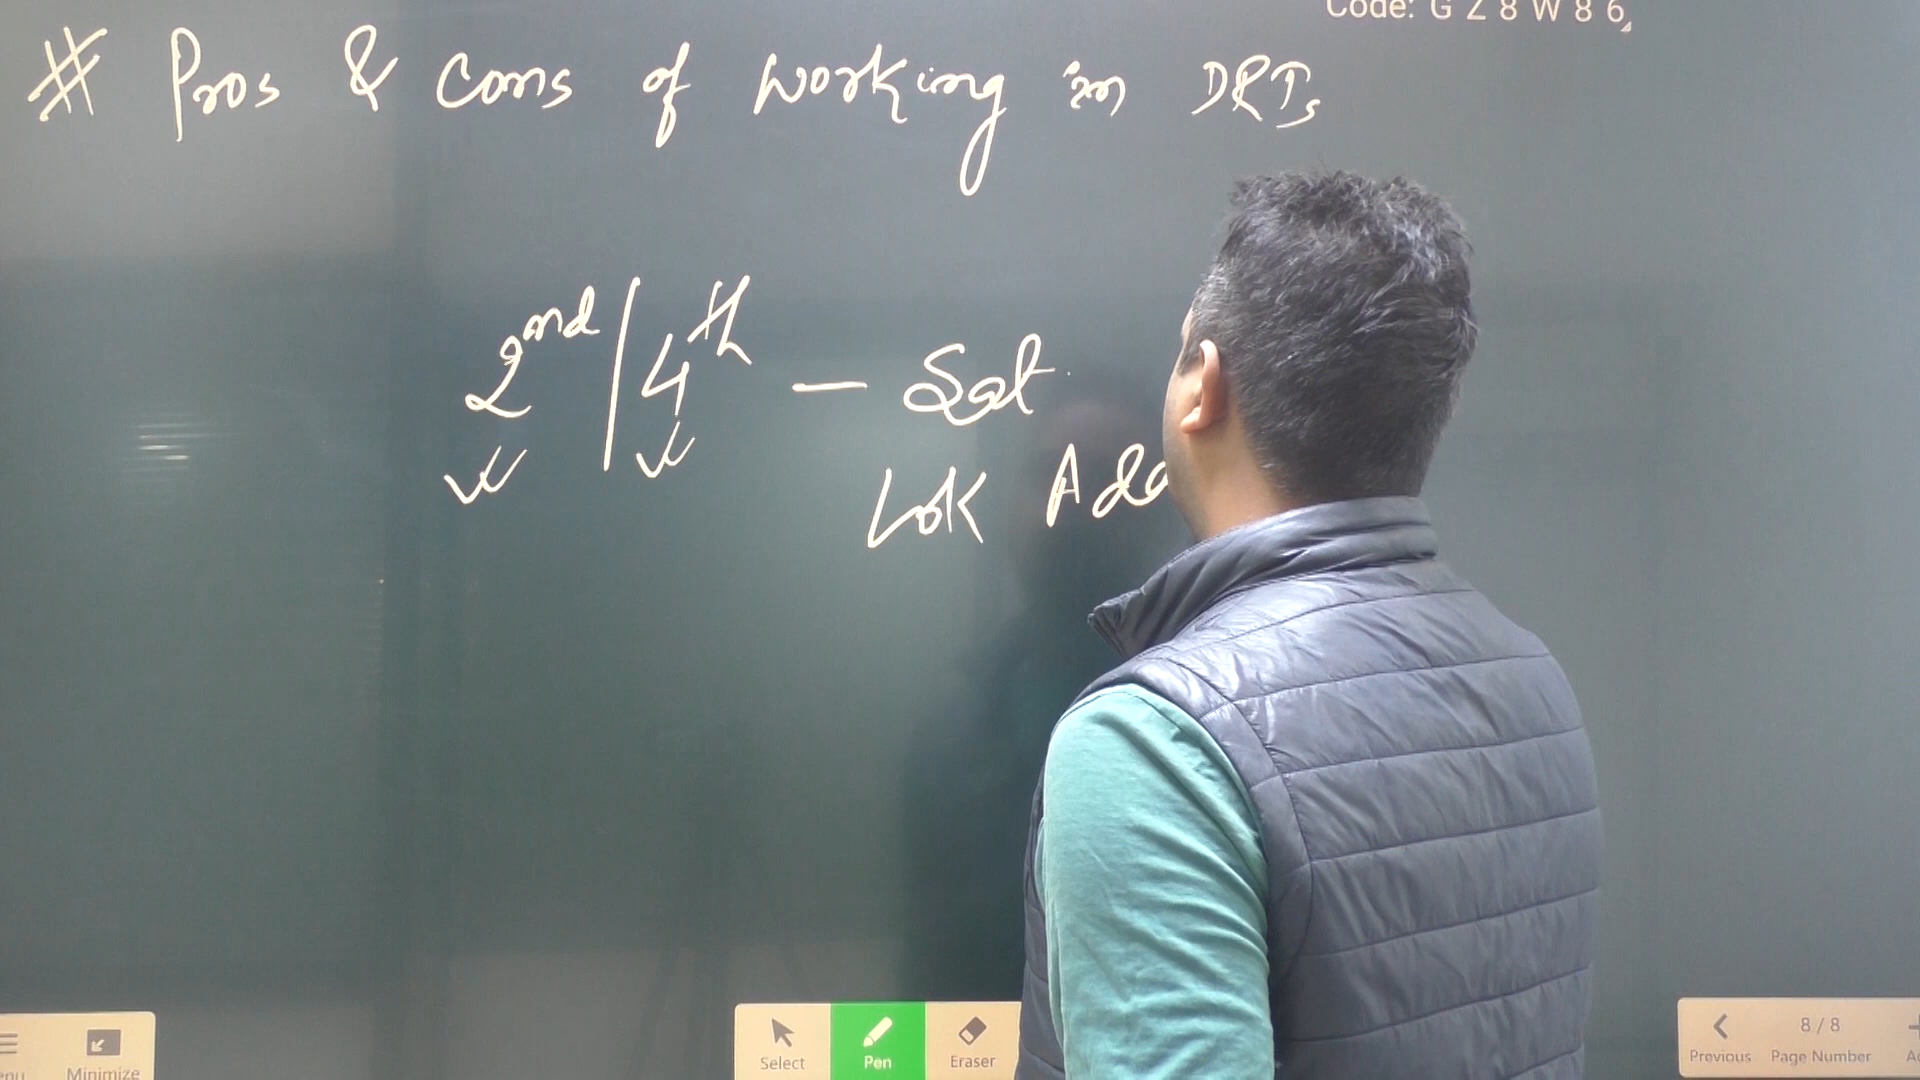 Code: G Z 8 W 8 6
# Pros & cons of working in DRTs
2nd/4th - Sat
Lok Ada
Select
Pen
Eraser
Minimize
8 / 8
Previous
Page Number